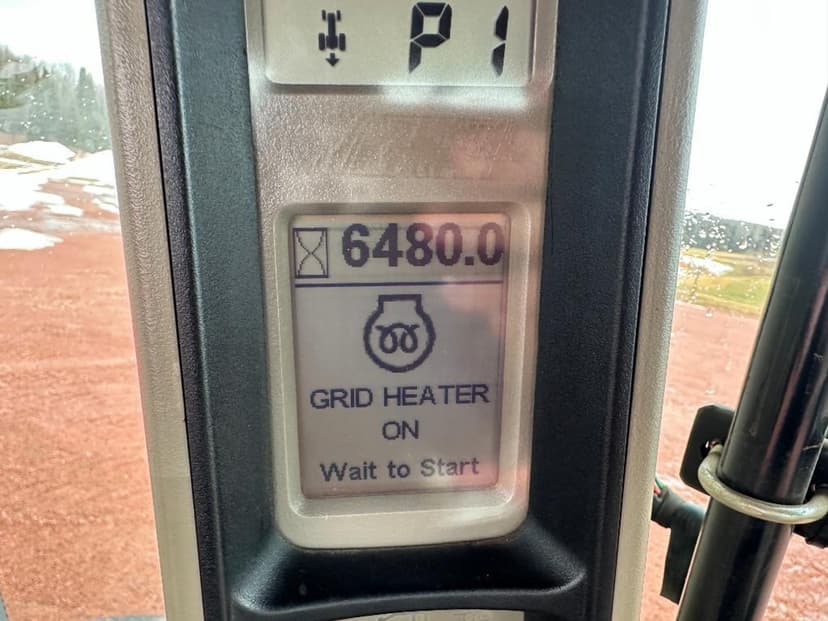 P1
6480.0
GRID HEATER
ON
Wait to Start